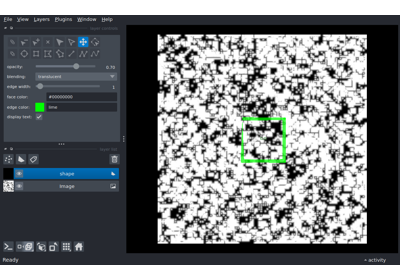 File View Layers Plugins Window Help
opacity: 0.70
blending: translucent
edge width: 1
face color: #00000000
edge color: lime
display text:
shape
Image
Ready
activity